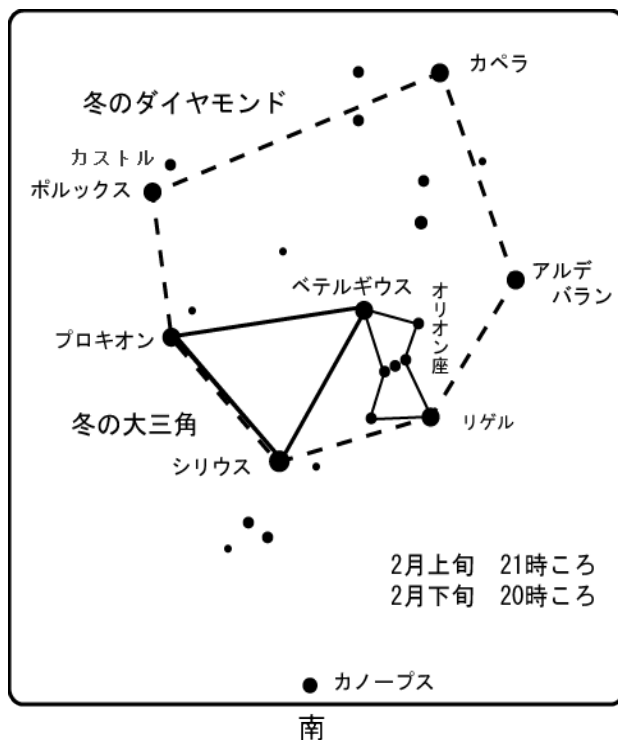 カペラ
冬のダイヤモンド
カストル
ポルックス
アルデ
バラン
ベテルギウス
オリオン座
プロキオン
冬の大三角
リゲル
シリウス
2月上旬 21時ころ
2月下旬 20時ころ
カノープス
南